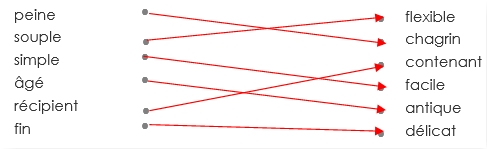 peine
souple
simple
âgé
récipient
fin
flexible
chagrin
contenant
facile
antique
délicat